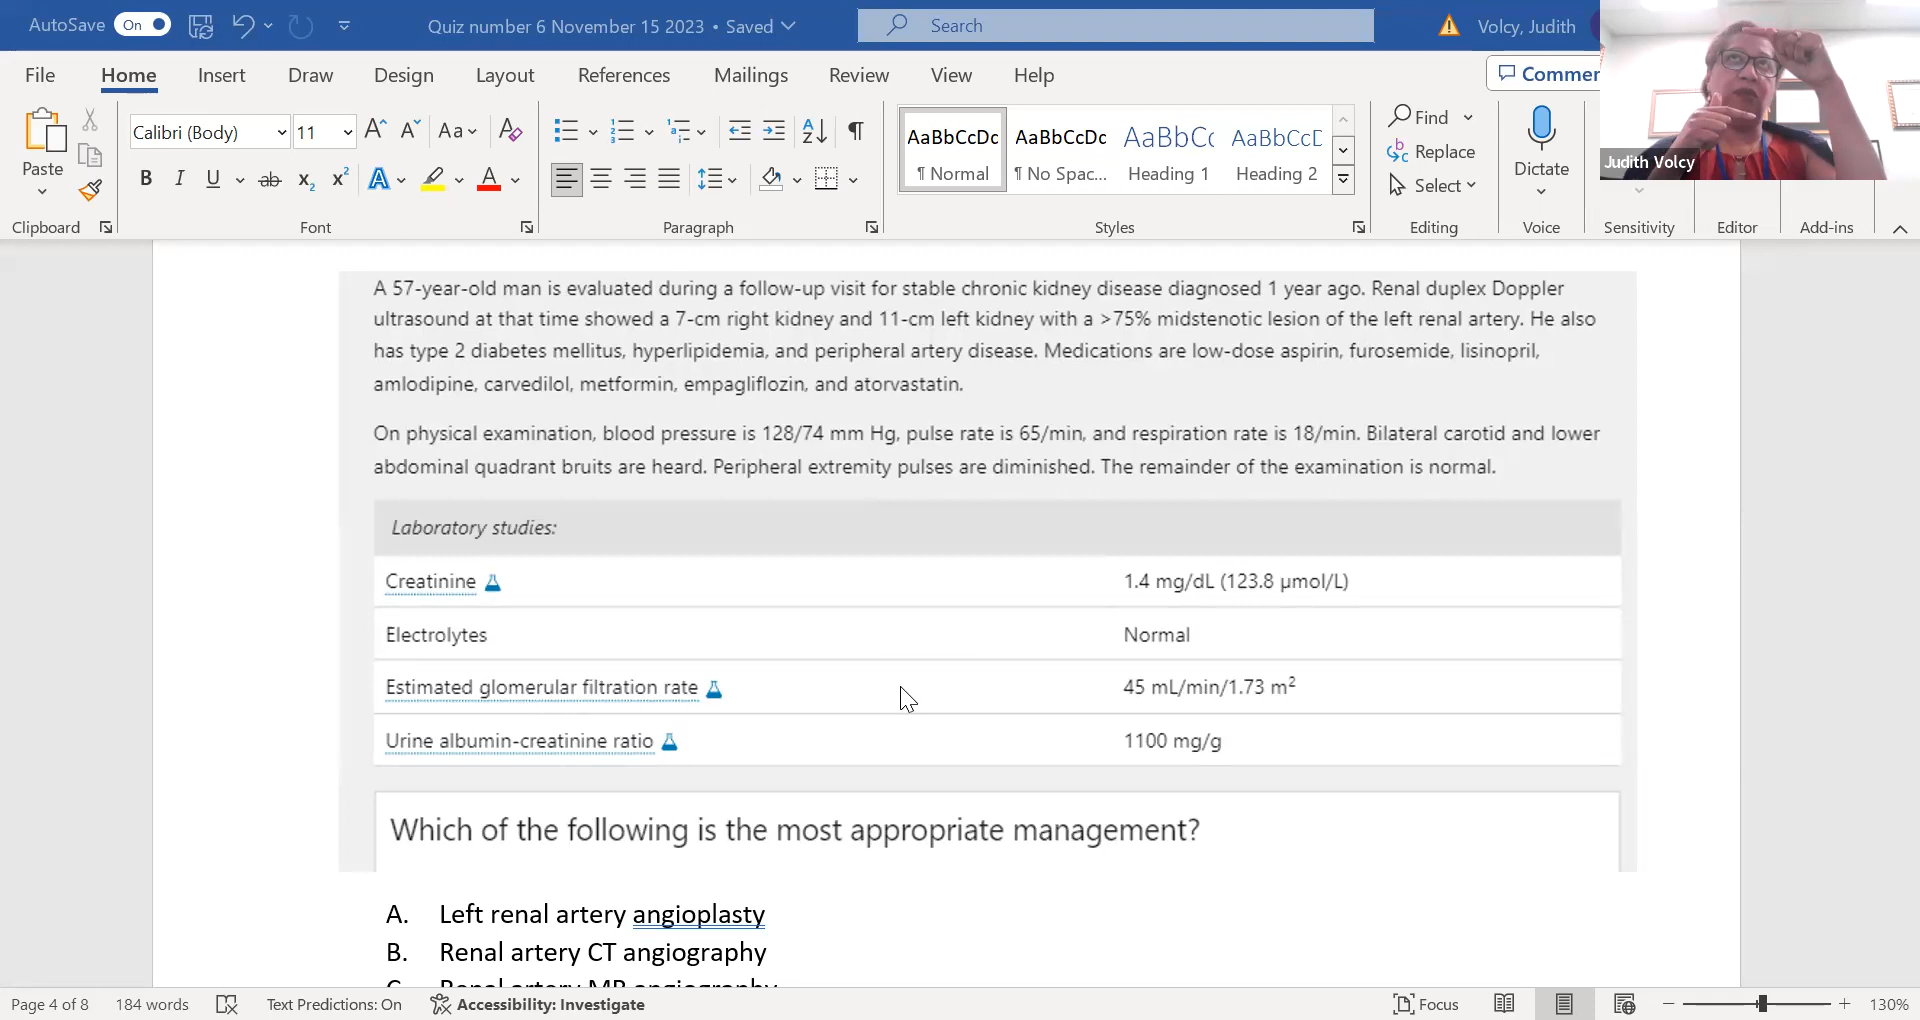 AutoSave On Quiz number 6 November 15 2023 • Saved Search Volcy, Judith
File Home Insert Draw Design Layout References Mailings Review View Help Commen
Paste
Clipboard
Calibri (Body) 11 A A Aa A
B I U ab x2 x2 A A
Font
Paragraph
AaBbCcDc AaBbCcDc AaBbCc AaBbCcD
¶ Normal ¶ No Spac... Heading 1 Heading 2
Styles
Find
Replace
Select
Editing
Dictate
Voice
Sensitivity
Editor
Add-ins
Judith Volcy
A 57-year-old man is evaluated during a follow-up visit for stable chronic kidney disease diagnosed 1 year ago. Renal duplex Doppler
ultrasound at that time showed a 7-cm right kidney and 11-cm left kidney with a >75% midstenotic lesion of the left renal artery. He also
has type 2 diabetes mellitus, hyperlipidemia, and peripheral artery disease. Medications are low-dose aspirin, furosemide, lisinopril,
amlodipine, carvedilol, metformin, empagliflozin, and atorvastatin.
On physical examination, blood pressure is 128/74 mm Hg, pulse rate is 65/min, and respiration rate is 18/min. Bilateral carotid and lower
abdominal quadrant bruits are heard. Peripheral extremity pulses are diminished. The remainder of the examination is normal.
Laboratory studies:
Creatinine 1.4 mg/dL (123.8 µmol/L)
Electrolytes Normal
Estimated glomerular filtration rate 45 mL/min/1.73 m²
Urine albumin-creatinine ratio 1100 mg/g
Which of the following is the most appropriate management?
A. Left renal artery angioplasty
B. Renal artery CT angiography
C. Renal artery MR angiography
Page 4 of 8 184 words Text Predictions: On Accessibility: Investigate Focus 130%